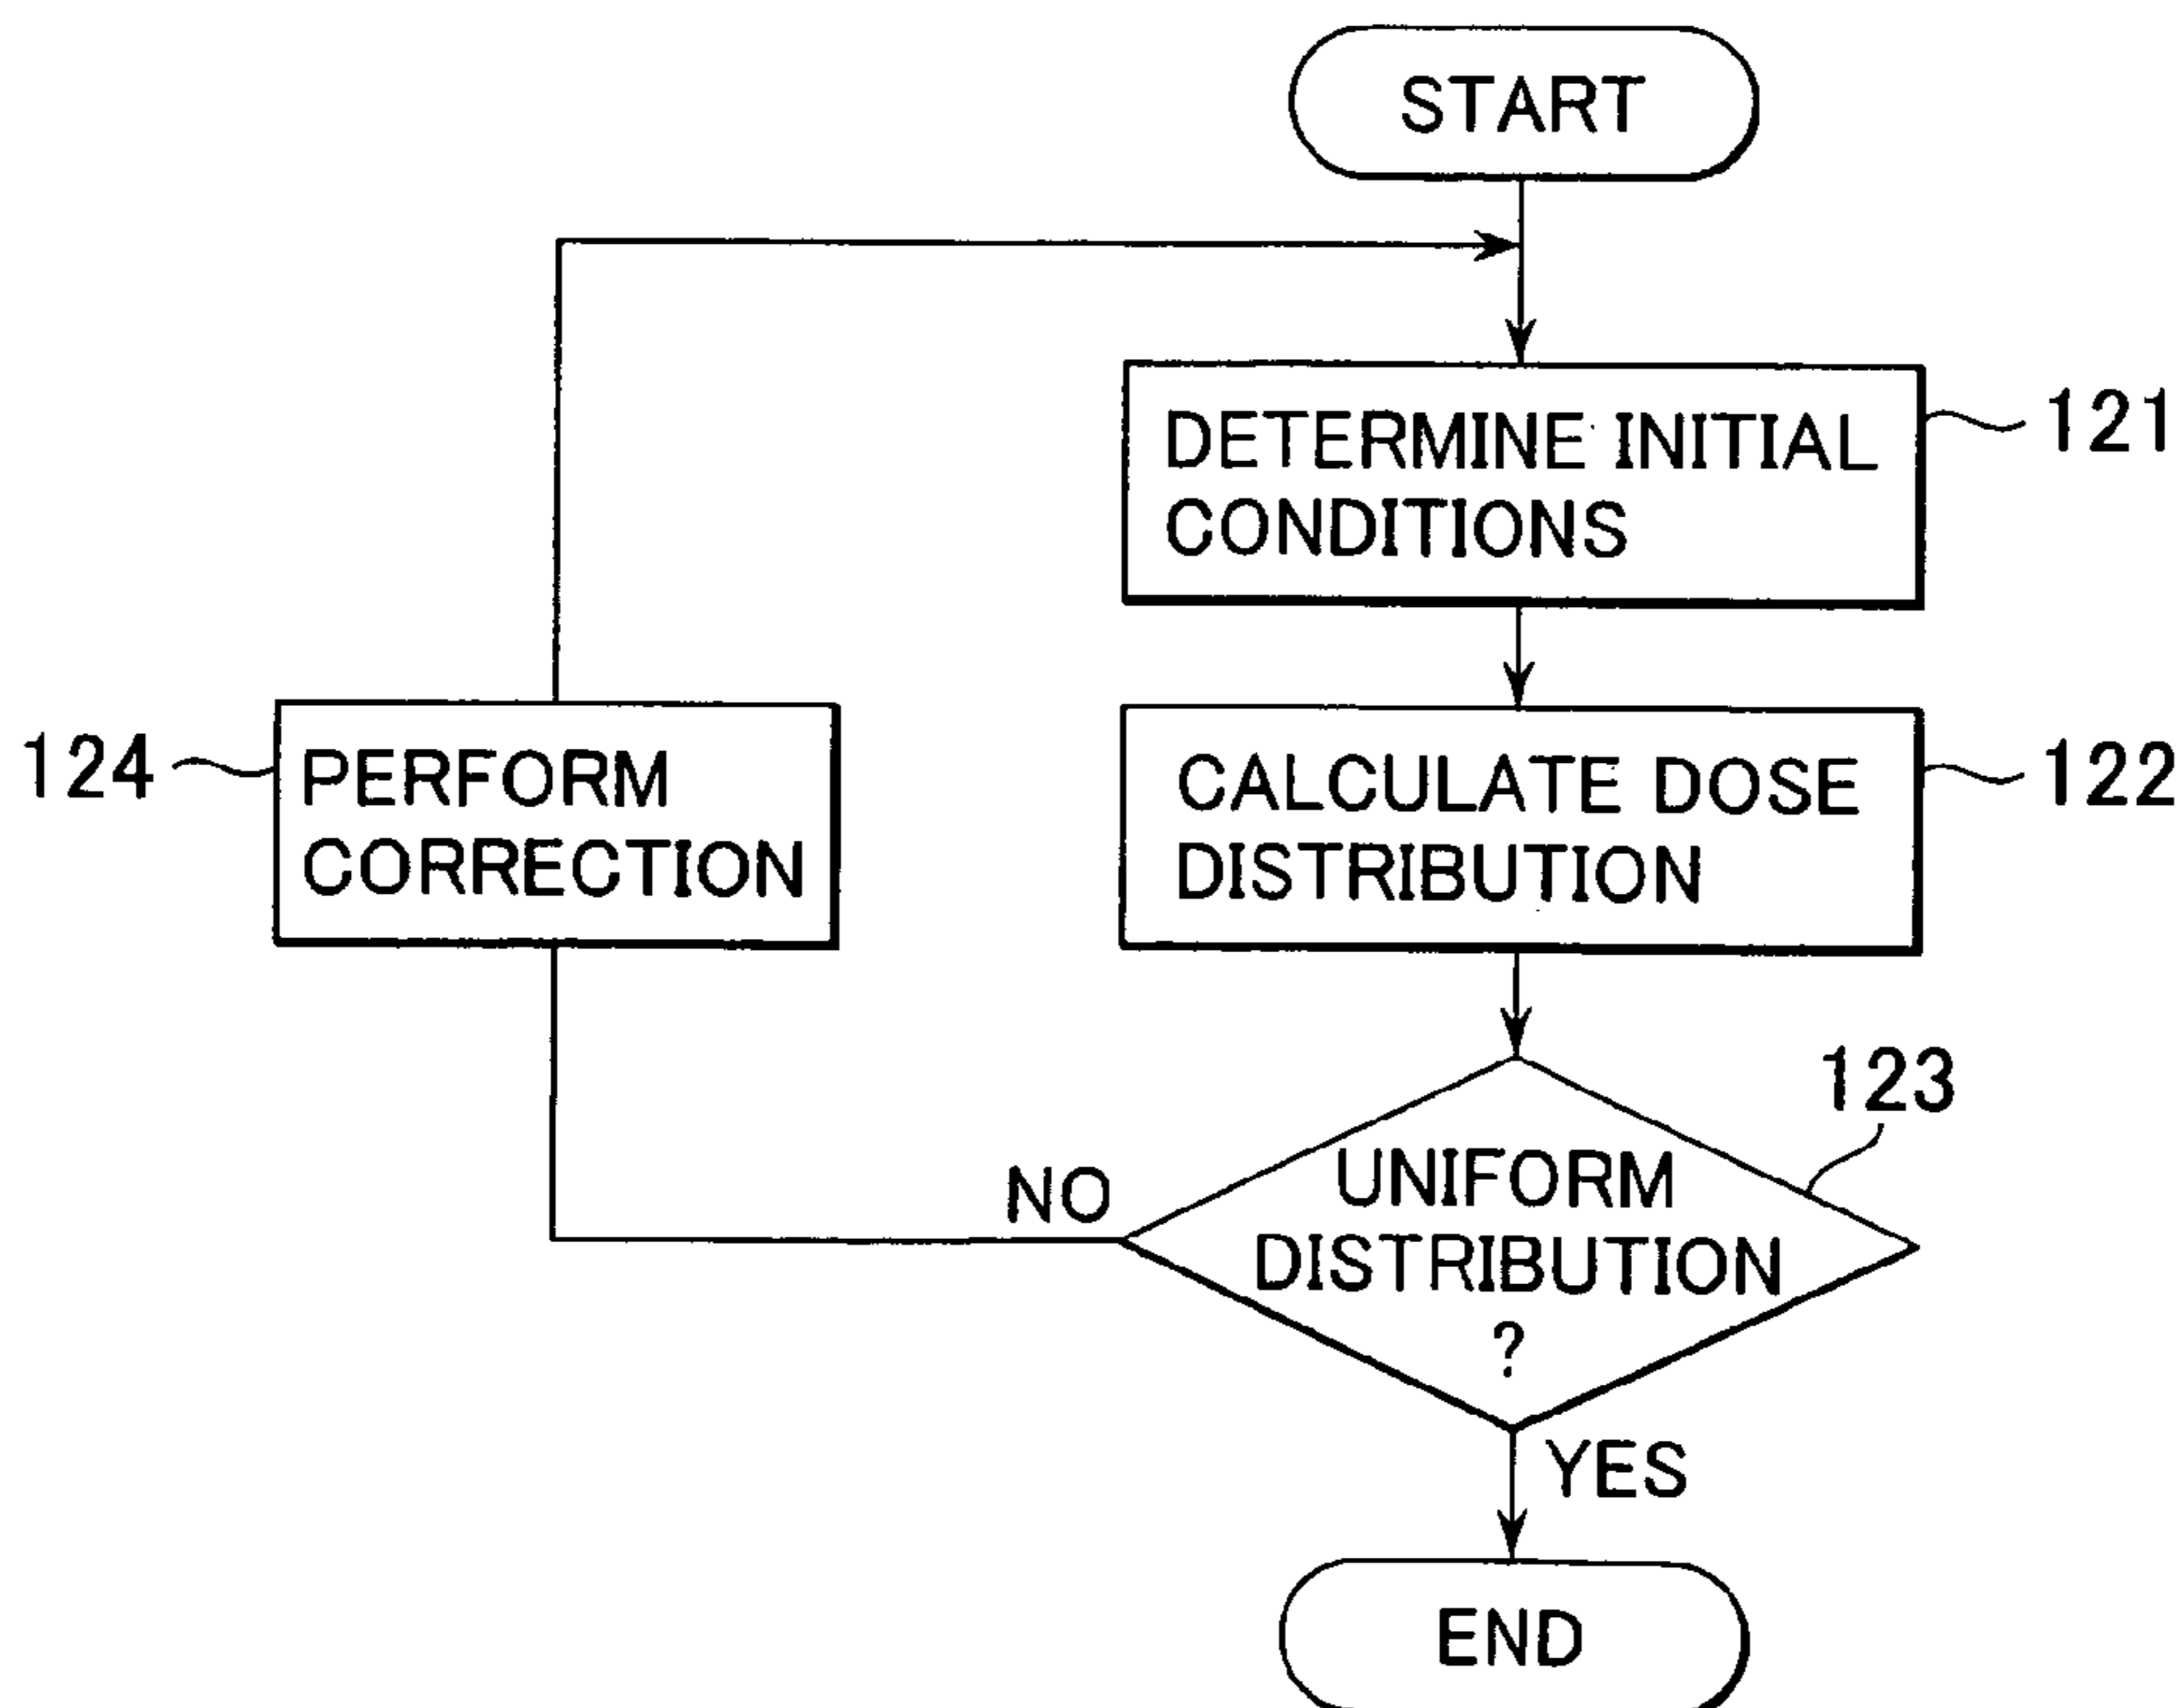 START
DETERMINE INITIAL
CONDITIONS
121
124
PERFORM
CORRECTION
CALCULATE DOSE
DISTRIBUTION
122
123
NO
UNIFORM
DISTRIBUTION
?
YES
END